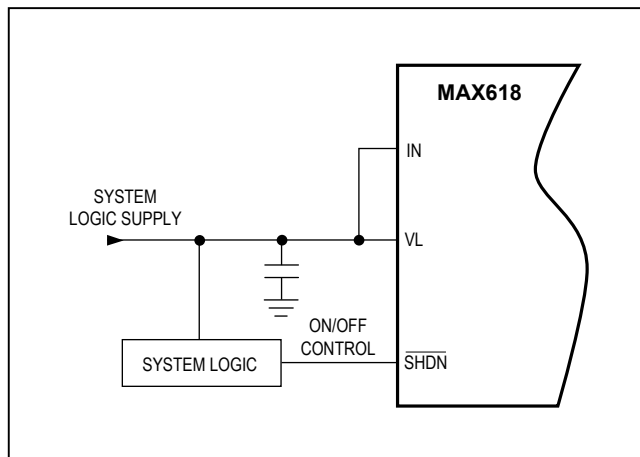 MAX618
IN
SYSTEM
LOGIC SUPPLY
VL
ON/OFF
CONTROL
SYSTEM LOGIC
SHDN